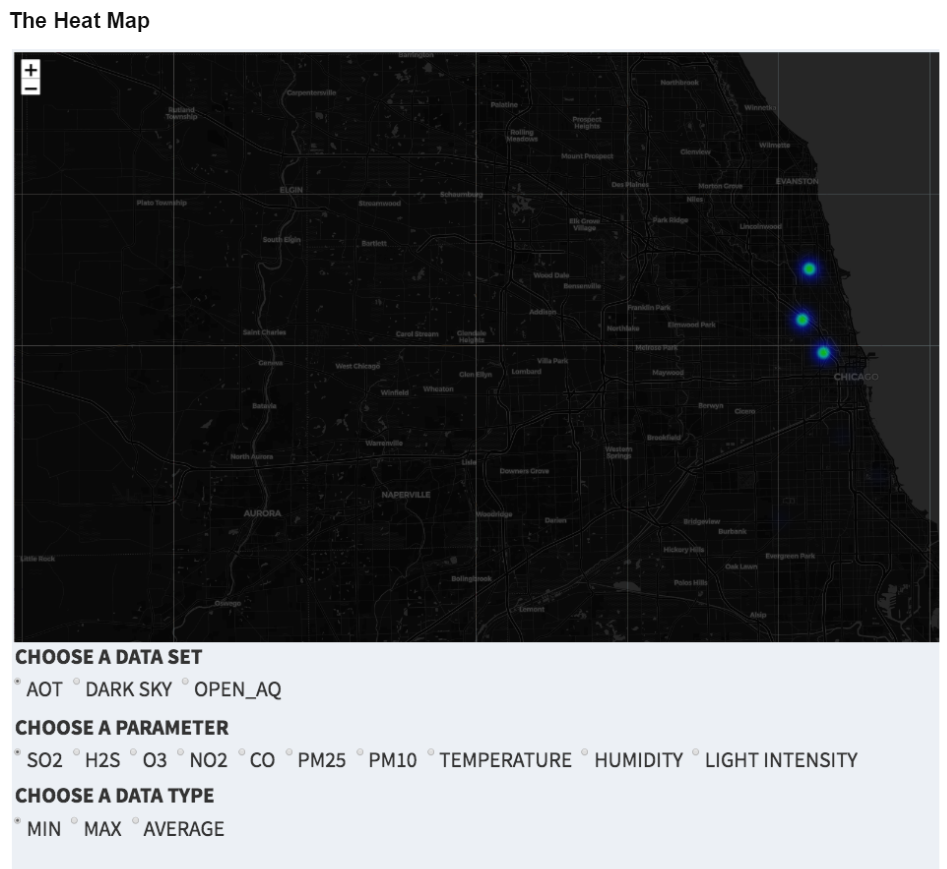 The Heat Map
+
−
Barrington
Northbrook
Carpentersville
Palatine
Winnetka
Rutland
Township
Prospect
Heights
Rolling
Meadows
Wilmette
Glenview
Mount Prospect
EVANSTON
Des Plaines
Morton Grove
ELGIN
Schaumburg
Niles
Plato Township
Streamwood
Elk Grove
Village
Park Ridge
Lincolnwood
South Elgin
Bartlett
Wood Dale
Bensenville
Franklin Park
Addison
Elmwood Park
Northlake
Saint Charles
Carol Stream
Glendale
Heights
Melrose Park
Geneva
West Chicago
Villa Park
Glen Ellyn
Lombard
Maywood
CHICAGO
Wheaton
Winfield
Batavia
Berwyn
Cicero
Brookfield
Warrenville
Western
Springs
North Aurora
Lisle
Downers Grove
NAPERVILLE
AURORA
Woodridge
Darien
Bridgeview
Burbank
Hickory Hills
Evergreen Park
Little Rock
Oak Lawn
Bolingbrook
Palos Hills
Oswego
Lemont
Alsip
CHOOSE A DATA SET
AOT DARK SKY OPEN_AQ
CHOOSE A PARAMETER
SO2 H2S O3 NO2 CO PM25 PM10 TEMPERATURE HUMIDITY LIGHT INTENSITY
CHOOSE A DATA TYPE
MIN MAX AVERAGE